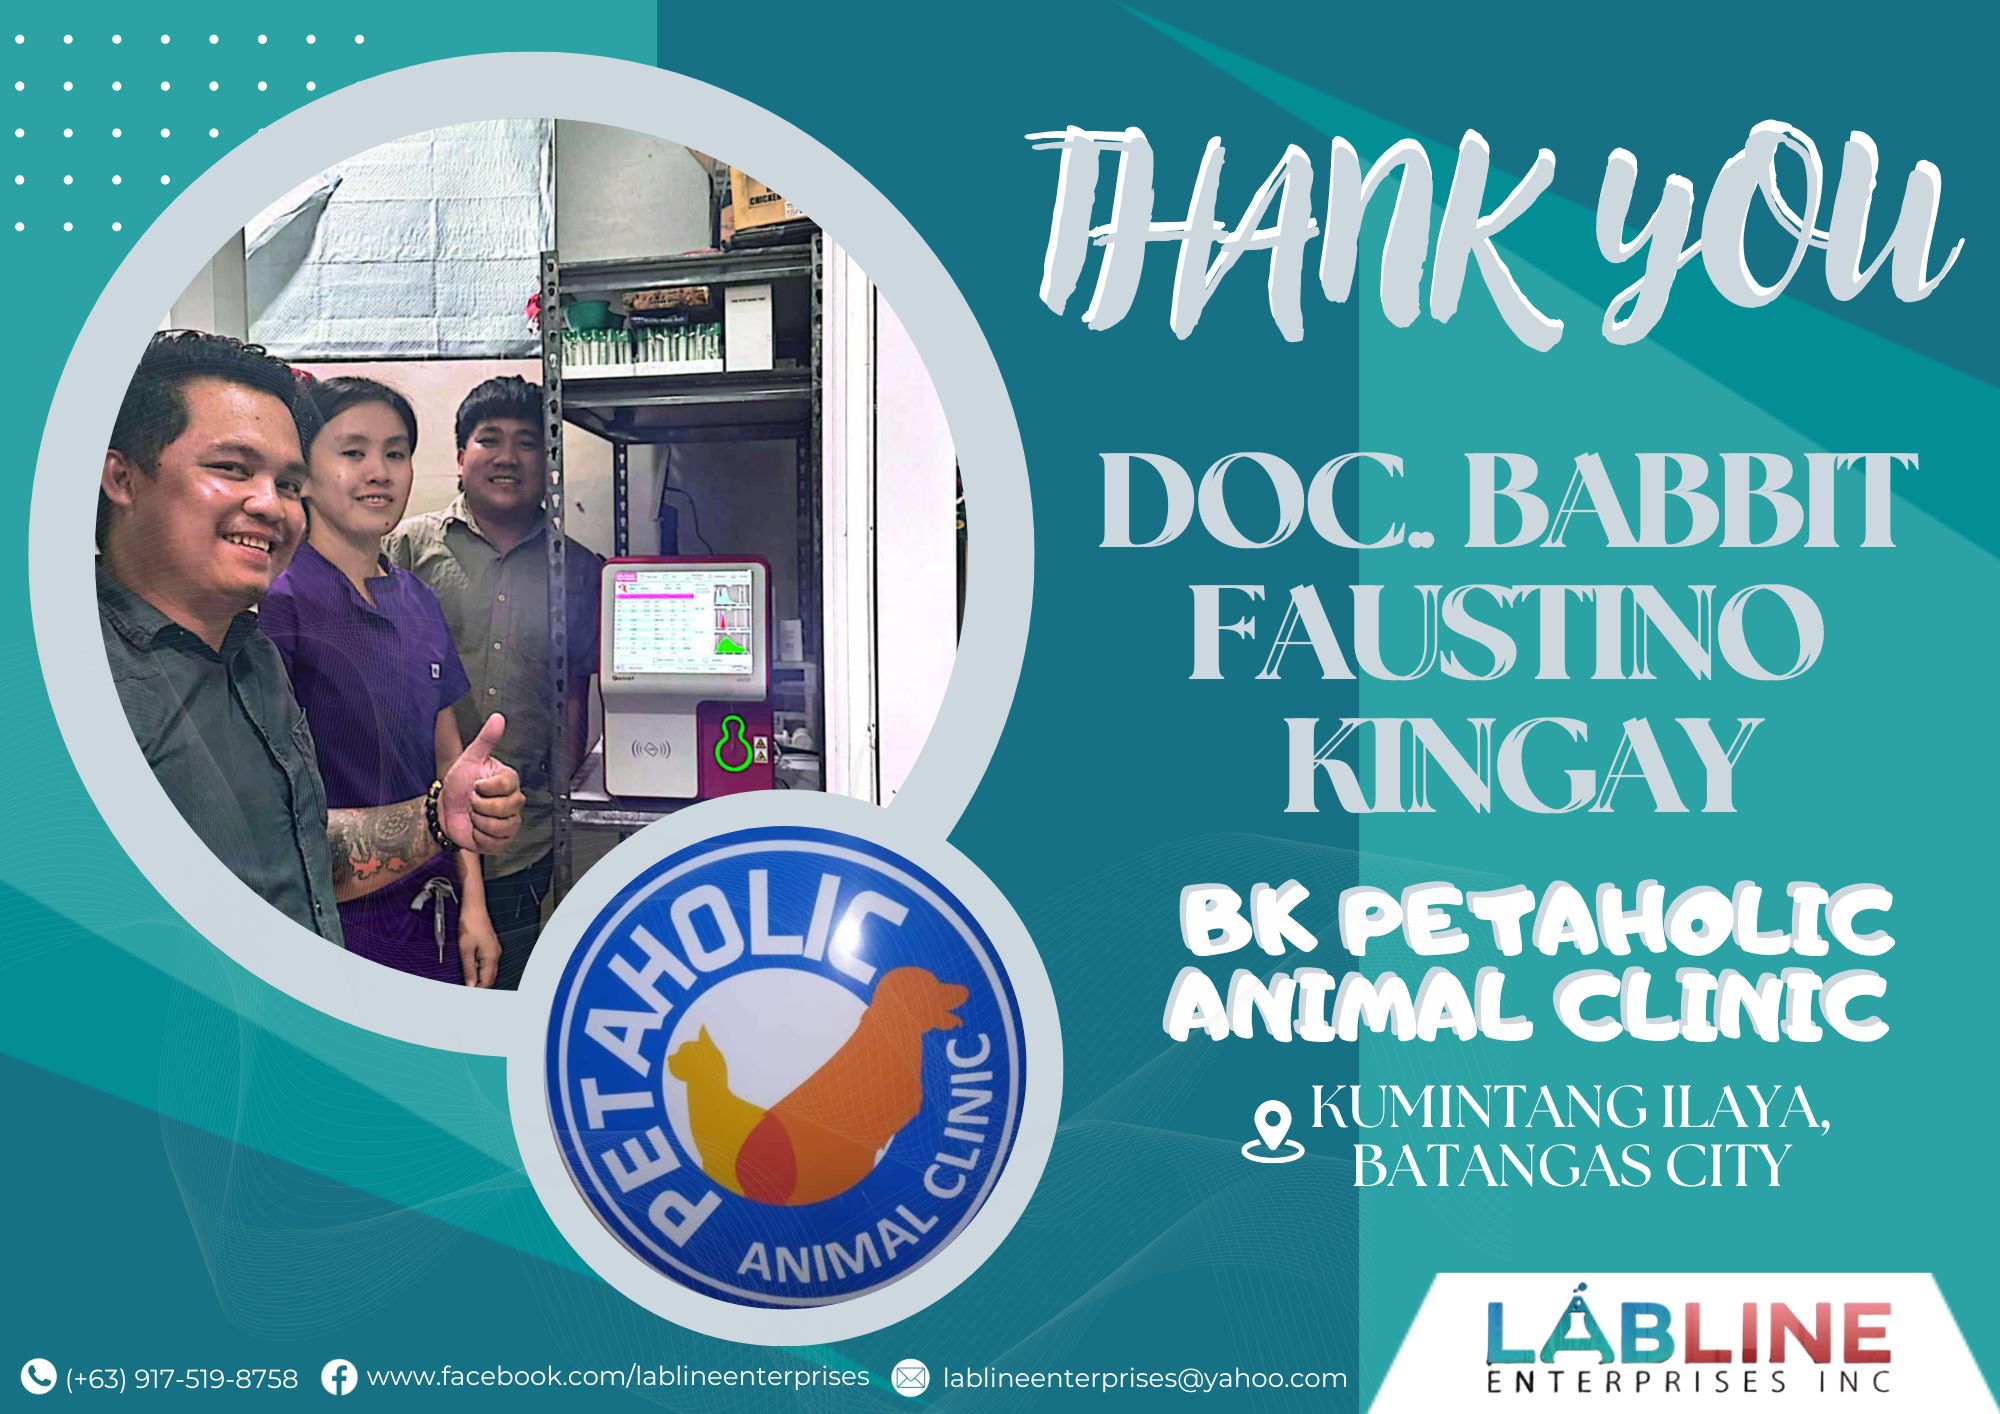 THANK YOU
DOC. BABBIT
FAUSTINO
KINGAY
BK PETAHOLIC
ANIMAL CLINIC
KUMINTANG ILAYA,
BATANGAS CITY
CHICKEN
PETAHOLIC
ANIMAL CLINIC
LABLINE
ENTERPRISES INC
(+63) 917-519-8758
www.facebook.com/lablineenterprises
lablineenterprises@yahoo.com